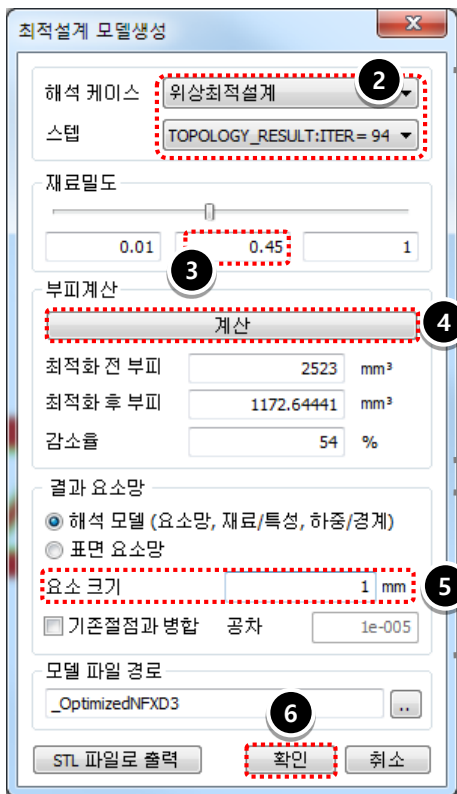 최적설계 모델생성
해석 케이스 위상최적설계 2
스텝 TOPOLOGY_RESULT:ITER= 94
재료밀도
0.01 0.45 1
3
부피계산
계산 4
최적화 전 부피 2523 mm³
최적화 후 부피 1172.64441 mm³
감소율 54 %
결과 요소망
해석 모델 (요소망, 재료/특성, 하중/경계)
표면 요소망
요소 크기 1 mm 5
기존절점과 병합 공차 1e-005
모델 파일 경로
_OptimizedNFXD3 ..
6
STL 파일로 출력 확인 취소